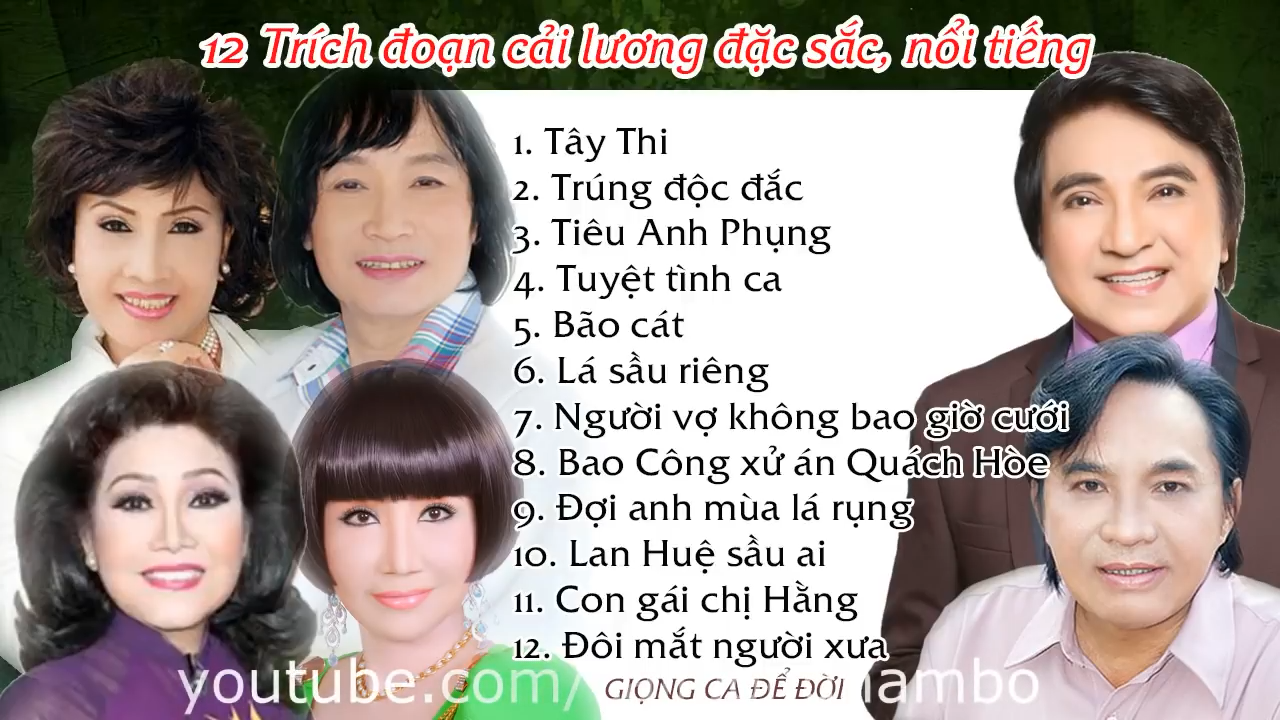 12 Trích đoạn cải lương đặc sắc, nổi tiếng
1. Tây Thi
2. Trúng độc đắc
3. Tiêu Anh Phụng
4. Tuyệt tình ca
5. Bão cát
6. Lá sầu riêng
7. Người vợ không bao giờ cưới
8. Bao Công xử án Quách Hòe
9. Đợi anh mùa lá rụng
10. Lan Huệ sầu ai
11. Con gái chị Hằng
12. Đôi mắt người xưa
youtube.com/
GIỌNG CA ĐỂ ĐỜI